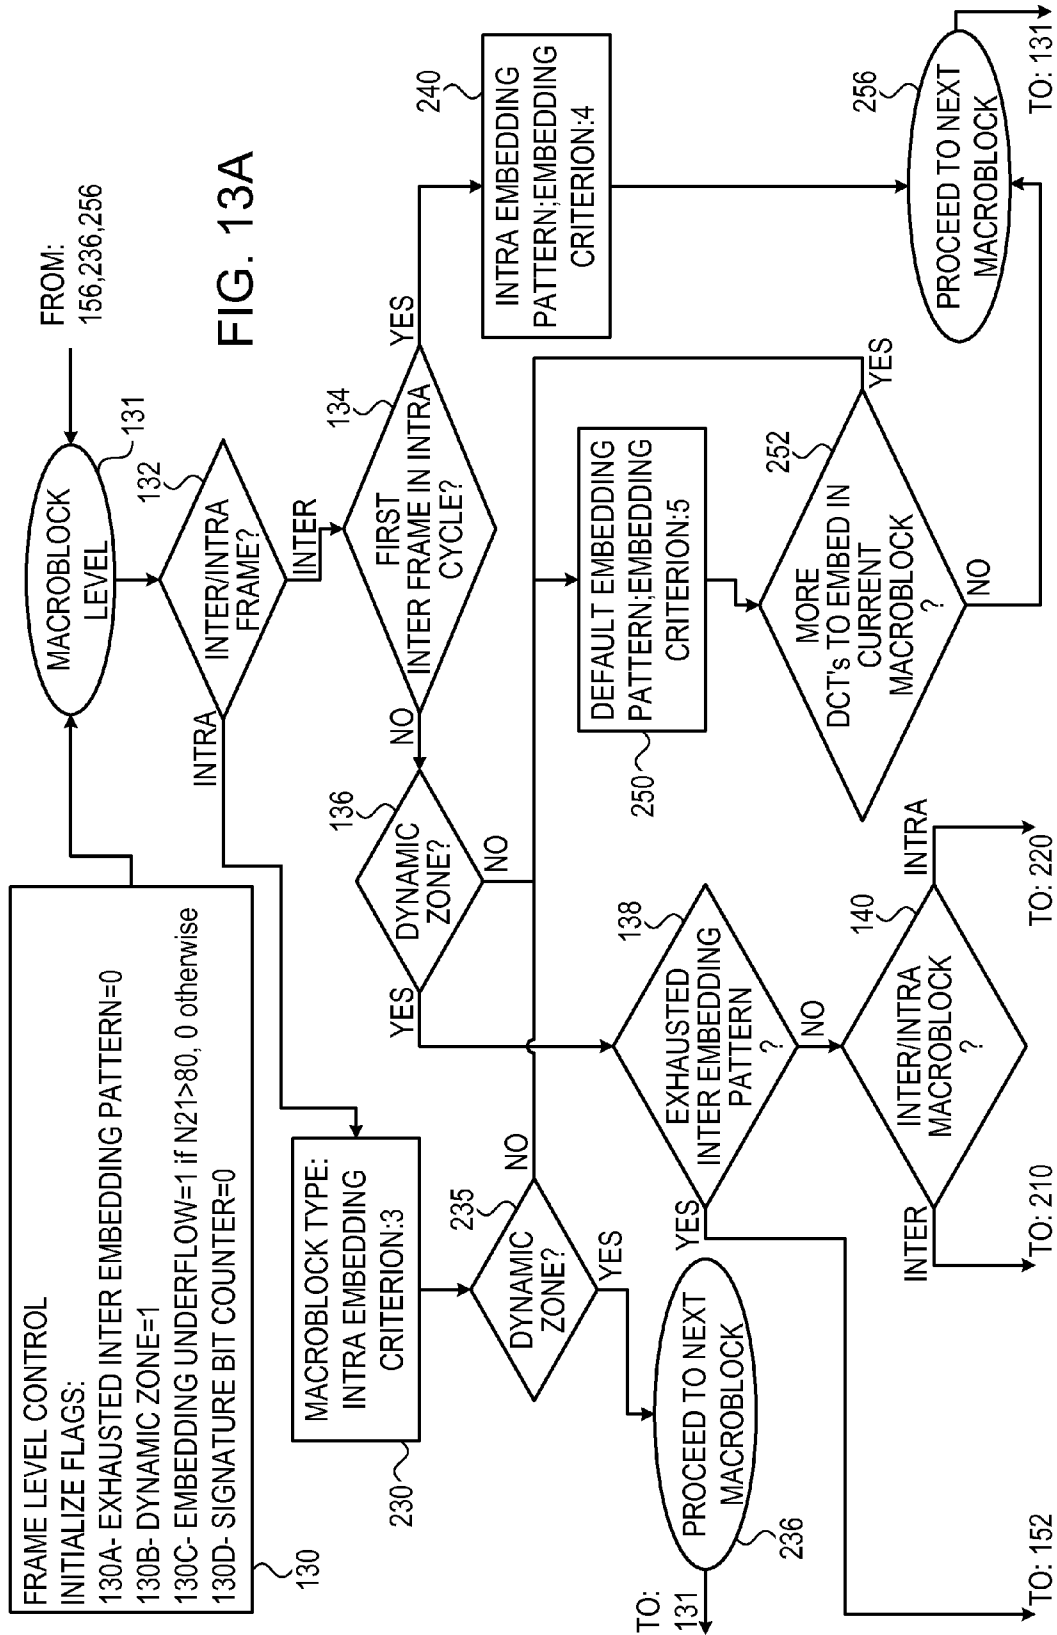 FIG. 13A
FRAME LEVEL CONTROL
INITIALIZE FLAGS:
130A- EXHAUSTED INTER EMBEDDING PATTERN=0
130B- DYNAMIC ZONE=1
130C- EMBEDDING UNDERFLOW=1 if N21>80, 0 otherwise
130D- SIGNATURE BIT COUNTER=0
130
FROM:
156,236,256
MACROBLOCK
LEVEL
131
INTER/INTRA
FRAME?
132
INTRA
INTER
FIRST
INTER FRAME IN INTRA
CYCLE?
134
NO
YES
INTRA EMBEDDING
PATTERN;EMBEDDING
CRITERION:4
240
DYNAMIC
ZONE?
136
YES
NO
MACROBLOCK TYPE:
INTRA EMBEDDING
CRITERION:3
230
DYNAMIC
ZONE?
235
NO
YES
PROCEED TO NEXT
MACROBLOCK
236
TO:
131
DEFAULT EMBEDDING
PATTERN;EMBEDDING
CRITERION:5
250
MORE
DCT's TO EMBED IN
CURRENT
MACROBLOCK
?
252
YES
NO
PROCEED TO NEXT
MACROBLOCK
256
TO: 131
EXHAUSTED
INTER EMBEDDING
PATTERN
?
138
YES
NO
INTER/INTRA
MACROBLOCK
?
140
INTER
INTRA
TO: 152
TO: 210
TO: 220